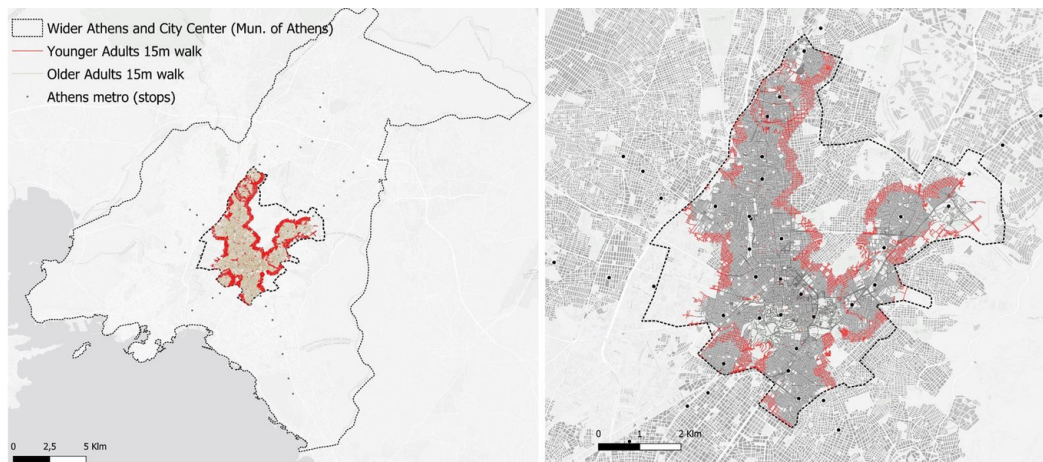 Wider Athens and City Center (Mun. of Athens)
Younger Adults 15m walk
Older Adults 15m walk
Athens metro (stops)
0 2,5 5 Klm
0 1 2 Klm